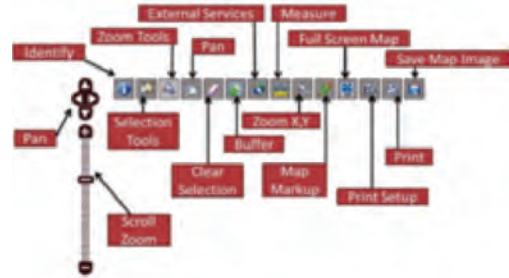 External Services
Measure
Zoom Tools
Pan
Full Screen Map
Identify
Save Map Image
Pan
Selection
Tools
Zoom X,Y
Buffer
Clear
Selection
Map
Markup
Print
Print Setup
Scroll
Zoom